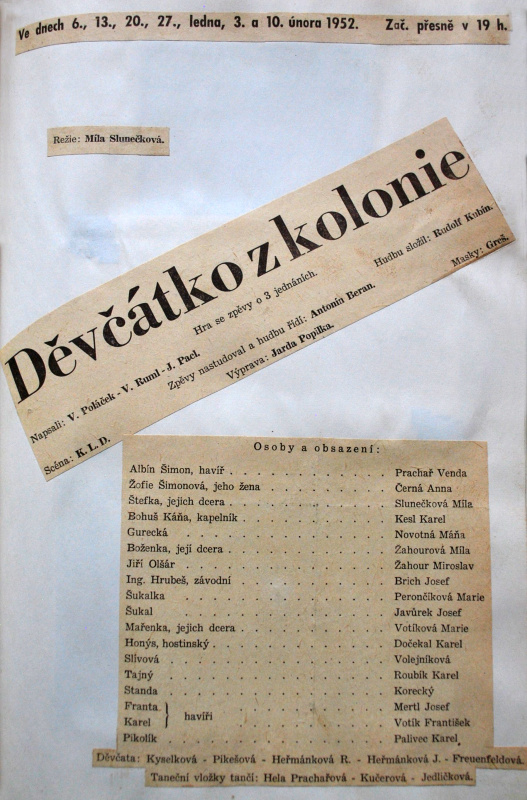 Ve dnech 6., 13., 20., 27., ledna, 3. a 10. února 1952. Zač. přesně v 19 h.
Režie: Míla Slunečková.
Děvčátko z kolonie
Hra se zpěvy o 3 jednáních.
Napsali: V. Poláček - V. Ruml - J. Pacl. Hudbu složil: Rudolf Kubín.
Zpěvy nastudoval a hudbu řídí: Antonín Beran.
Scéna: K. L. D. Výprava: Jarda Popilka. Masky: Greš.
Osoby a obsazení:
Albín Šimon, havíř . . . . . . . . . . Prachař Venda
Žofie Šimonová, jeho žena . . . . . . . . . . Černá Anna
Štefka, jejich dcera . . . . . . . . . . Slunečková Míla
Bohuš Káňa, kapelník . . . . . . . . . . Kesl Karel
Gurecká . . . . . . . . . . Novotná Máňa
Boženka, její dcera . . . . . . . . . . Žahourová Míla
Jiří Olšár . . . . . . . . . . Žahour Miroslav
Ing. Hrubeš, závodní . . . . . . . . . . Brich Josef
Šukalka . . . . . . . . . . Perončíková Marie
Šukal . . . . . . . . . . Javůrek Josef
Mařenka, jejich dcera . . . . . . . . . . Votíková Marie
Honýs, hostinský . . . . . . . . . . Dočekal Karel
Slívová . . . . . . . . . . Volejníková
Tajný . . . . . . . . . . Roubík Karel
Standa . . . . . . . . . . Korecký
Franta . . . . . . . . . . Mertl Josef
Karel } havíři . . . . . . . . . . Votík František
Pikolík . . . . . . . . . . Palivec Karel
Děvčata: Kyselková - Pikešová - Heřmánková R. - Heřmánková J. - Freuenfeldová.
Taneční vložky tančí: Hela Prachařová - Kučerová - Jedličková.